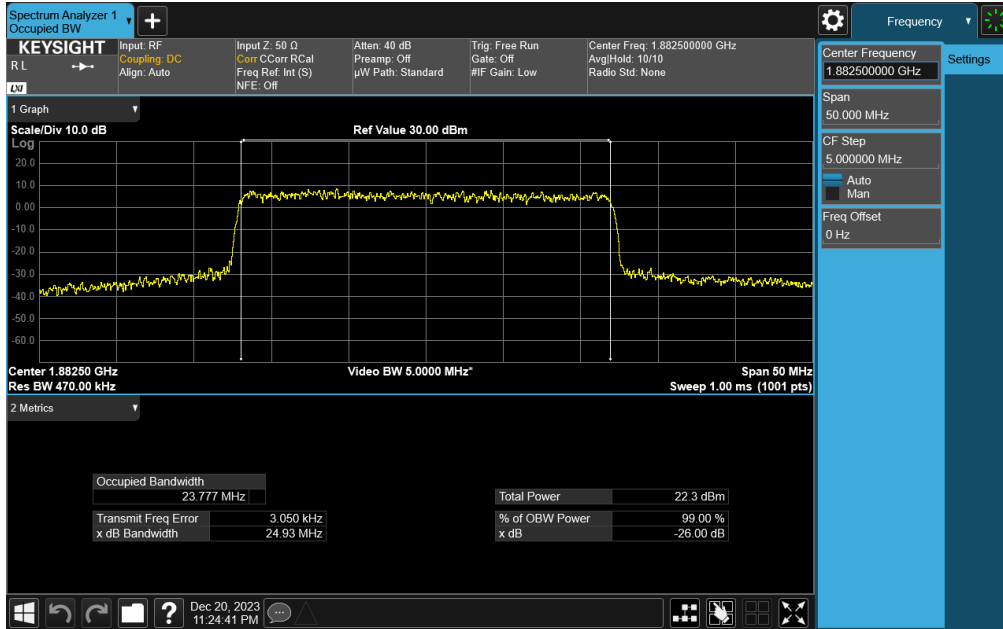 Spectrum Analyzer 1
Occupied BW
+
Frequency
KEYSIGHT
R L
LXI
Input: RF
Coupling: DC
Align: Auto
Input Z: 50 Ω
Corr CCorr RCal
Freq Ref: Int (S)
NFE: Off
Atten: 40 dB
Preamp: Off
µW Path: Standard
Trig: Free Run
Gate: Off
#IF Gain: Low
Center Freq: 1.882500000 GHz
Avg|Hold: 10/10
Radio Std: None
Center Frequency
1.882500000 GHz
Settings
Span
50.000 MHz
CF Step
5.000000 MHz
Auto
Man
Freq Offset
0 Hz
1 Graph
Scale/Div 10.0 dB
Ref Value 30.00 dBm
Log
20.0
10.0
0.00
-10.0
-20.0
-30.0
-40.0
-50.0
-60.0
Center 1.88250 GHz
Video BW 5.0000 MHz*
Span 50 MHz
Res BW 470.00 kHz
Sweep 1.00 ms (1001 pts)
2 Metrics
Occupied Bandwidth
23.777 MHz
Total Power 22.3 dBm
Transmit Freq Error 3.050 kHz
% of OBW Power 99.00 %
x dB Bandwidth 24.93 MHz
x dB -26.00 dB
?
Dec 20, 2023
11:24:41 PM